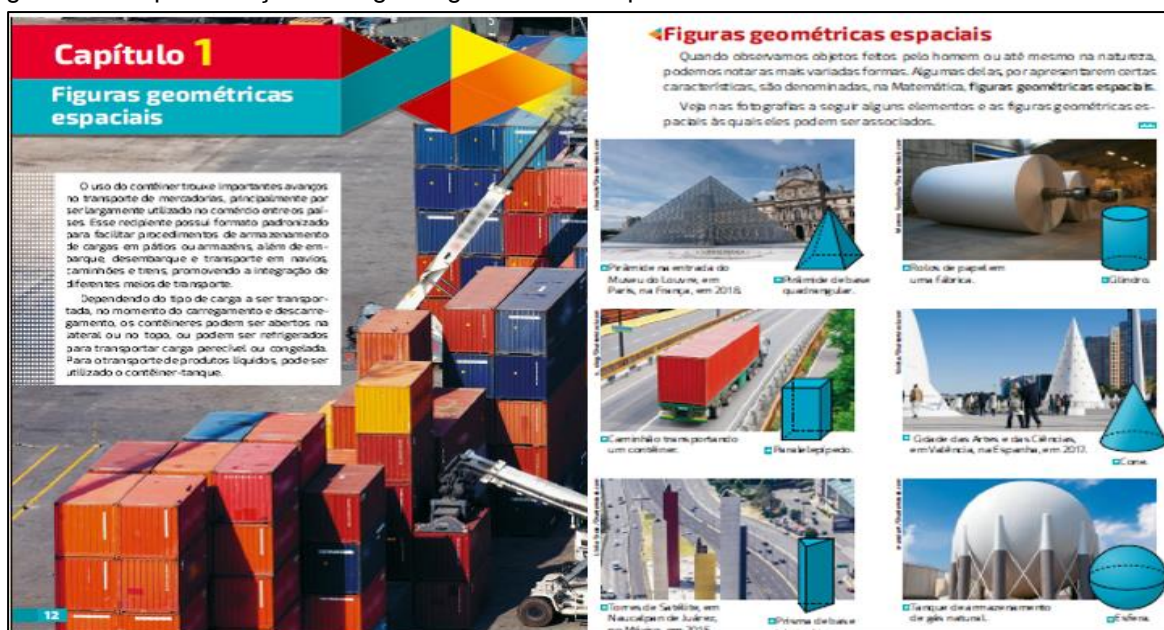 Capítulo 1
Figuras geométricas
espaciais
O uso do contêiner trouxe importantes avanços
no transporte de mercadorias, principalmente por
ser largamente utilizado no comércio entre os paí-
ses. Esse recipiente possui formato padronizado
para facilitar procedimentos de armazenamento
de cargas em pátios ou armazéns, além de em-
barque, desembarque e transporte em navios,
caminhões e trens, promovendo a integração de
diferentes meios de transporte.
Dependendo do tipo de carga a ser transpor-
tada, no momento do carregamento e descarre-
gamento, os contêineres podem ser abertos na
lateral ou no topo, ou podem ser refrigerados
para transportar carga perecível ou congelada.
Para o transporte de produtos líquidos, pode ser
utilizado o contêiner-tanque.
12
Figuras geométricas espaciais
Quando observamos objetos feitos pelo homem ou até mesmo na natureza,
podemos notar as mais variadas formas. Algumas delas, por apresentarem certas
características, são denominadas, na Matemática, figuras geométricas espaciais.
Veja nas fotografias a seguir alguns elementos e as figuras geométricas es-
paciais às quais eles podem ser associados.
Pirâmide na entrada do
Museu do Louvre, em
Paris, na França, em 2016.
Pirâmide de base
quadrangular.
Rolos de papel em
uma fábrica.
Cilindro.
Caminhão transportando
um contêiner.
Paralelepípedo.
Cidade das Artes e das Ciências,
em Valência, na Espanha, em 2017.
Cone.
Torres de Satélite, em
Naucalpan de Juárez,
no México, em 2015.
Prisma de base
Tanque de armazenamento
de gás natural.
Esfera.